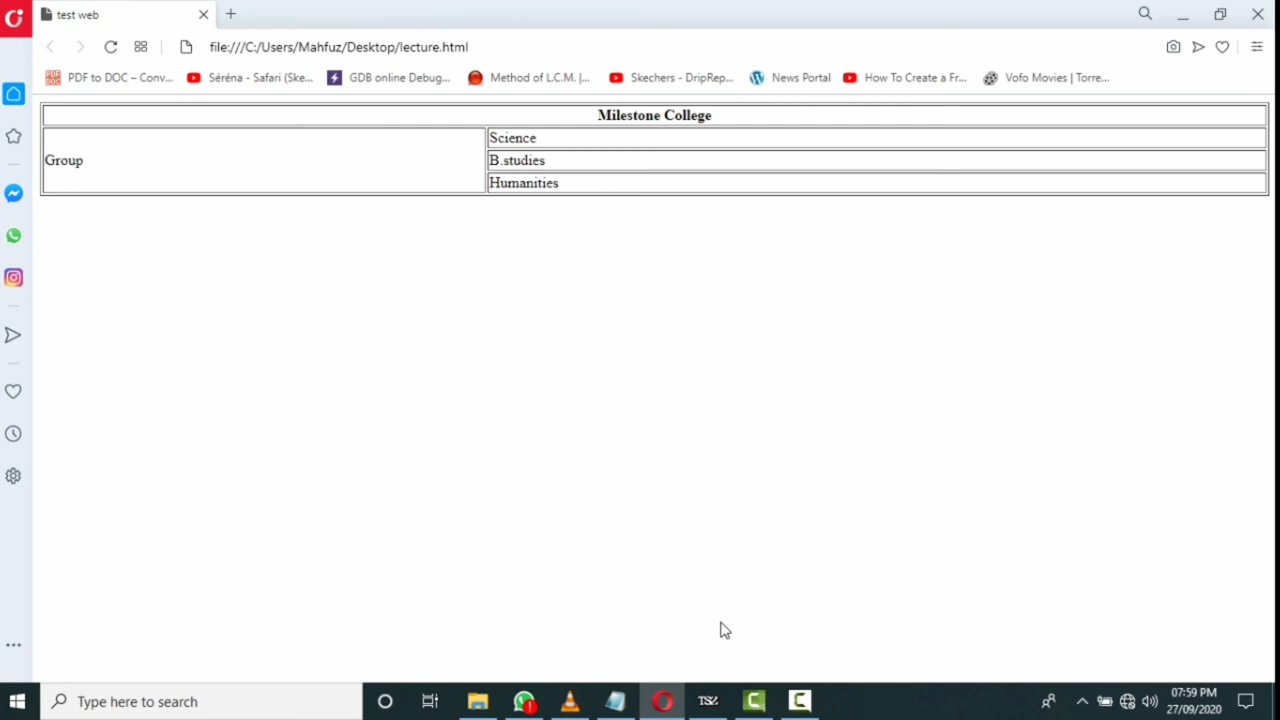 test web
file:///C:/Users/Mahfuz/Desktop/lecture.html
PDF to DOC – Conv... Séréna - Safari (Ske... GDB online Debug... Method of L.C.M. |... Skechers - DripRep... News Portal How To Create a Fr... Vofo Movies | Torre...
Milestone College
Group
Science
B.studies
Humanities
Type here to search
TSZ
07:59 PM
27/09/2020